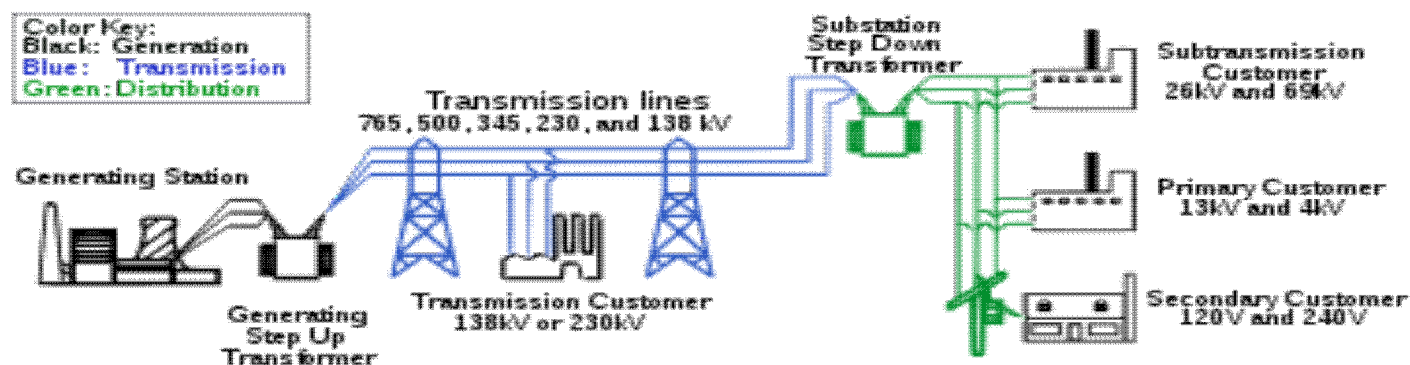 Color Key:
Black: Generation
Blue: Transmission
Green: Distribution
Generating Station
Generating
Step Up
Transformer
Transmission lines
765, 500, 345, 230, and 138 kV
Transmission Customer
138kV or 230kV
Substation
Step Down
Transformer
Subtransmission
Customer
26kV and 69kV
Primary Customer
13kV and 4kV
Secondary Customer
120V and 240V